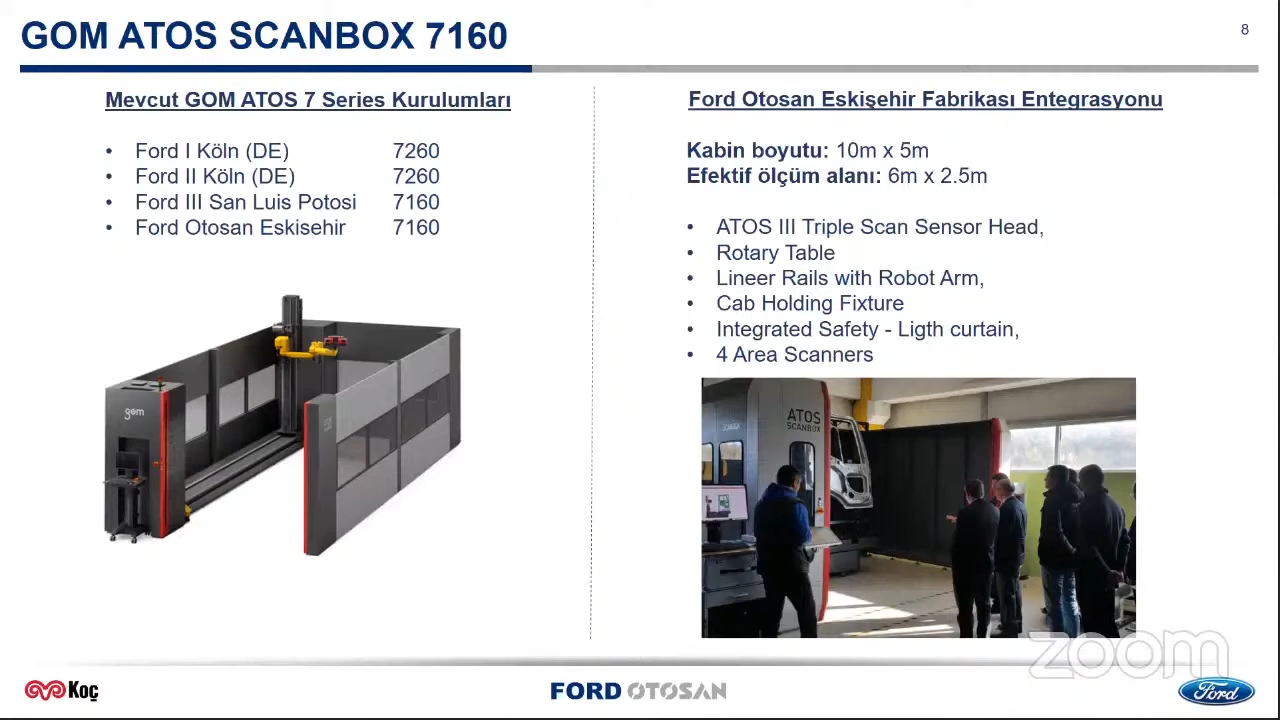 GOM ATOS SCANBOX 7160
8
Mevcut GOM ATOS 7 Series Kurulumları
• Ford I Köln (DE) 7260
• Ford II Köln (DE) 7260
• Ford III San Luis Potosi 7160
• Ford Otosan Eskisehir 7160
gom
Ford Otosan Eskişehir Fabrikası Entegrasyonu
Kabin boyutu: 10m x 5m
Efektif ölçüm alanı: 6m x 2.5m
• ATOS III Triple Scan Sensor Head,
• Rotary Table
• Lineer Rails with Robot Arm,
• Cab Holding Fixture
• Integrated Safety - Ligth curtain,
• 4 Area Scanners
ATOS
SCANBOX
zoom
Koç
FORD OTOSAN
Ford